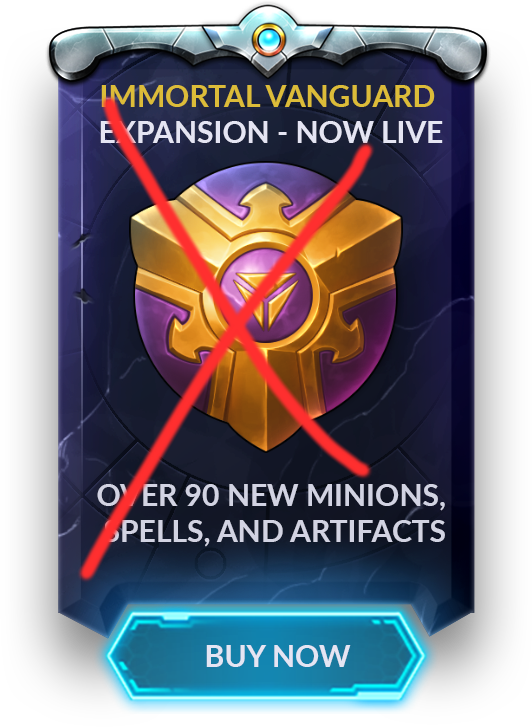 IMMORTAL VANGUARD
EXPANSION - NOW LIVE
OVER 90 NEW MINIONS,
SPELLS, AND ARTIFACTS
BUY NOW